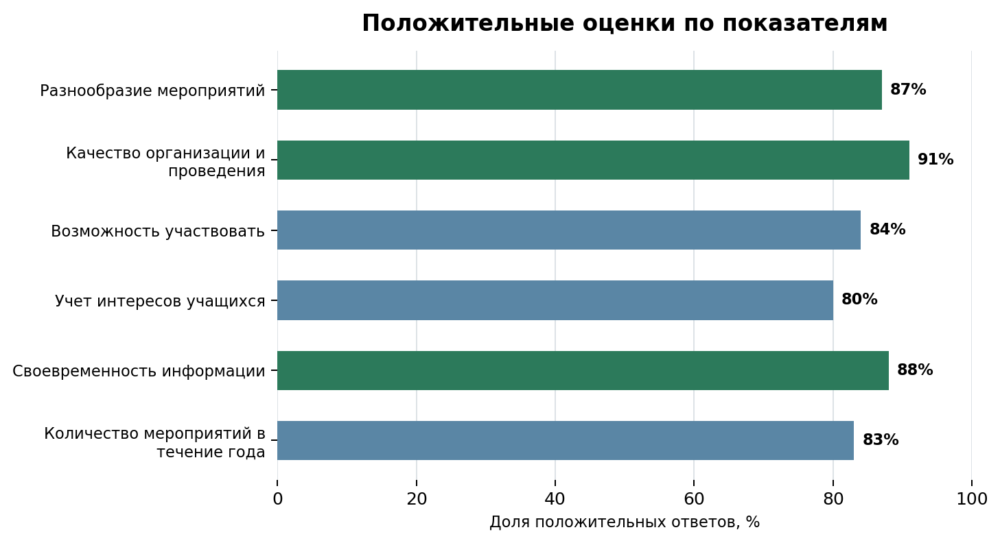 Положительные оценки по показателям
Разнообразие мероприятий
87%
Качество организации и
проведения
91%
Возможность участвовать
84%
Учет интересов учащихся
80%
Своевременность информации
88%
Количество мероприятий в
течение года
83%
0 20 40 60 80 100
Доля положительных ответов, %